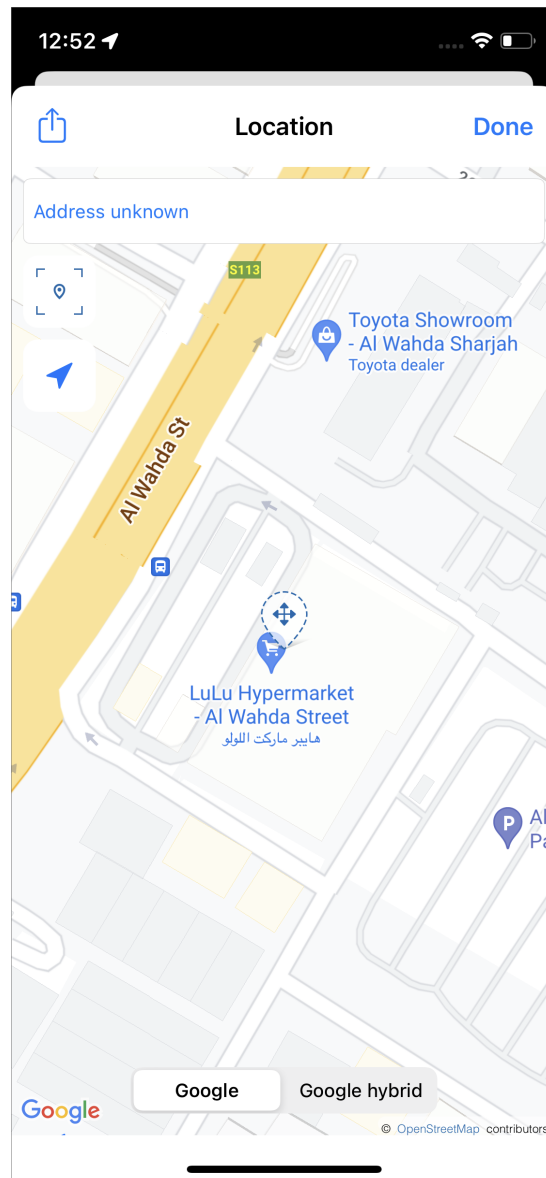 12:52
Location
Done
Address unknown
S113
Toyota Showroom
- Al Wahda Sharjah
Toyota dealer
Al Wahda St
LuLu Hypermarket
- Al Wahda Street
هايبر ماركت اللولو
P
Google
Google hybrid
Google
© OpenStreetMap contributors